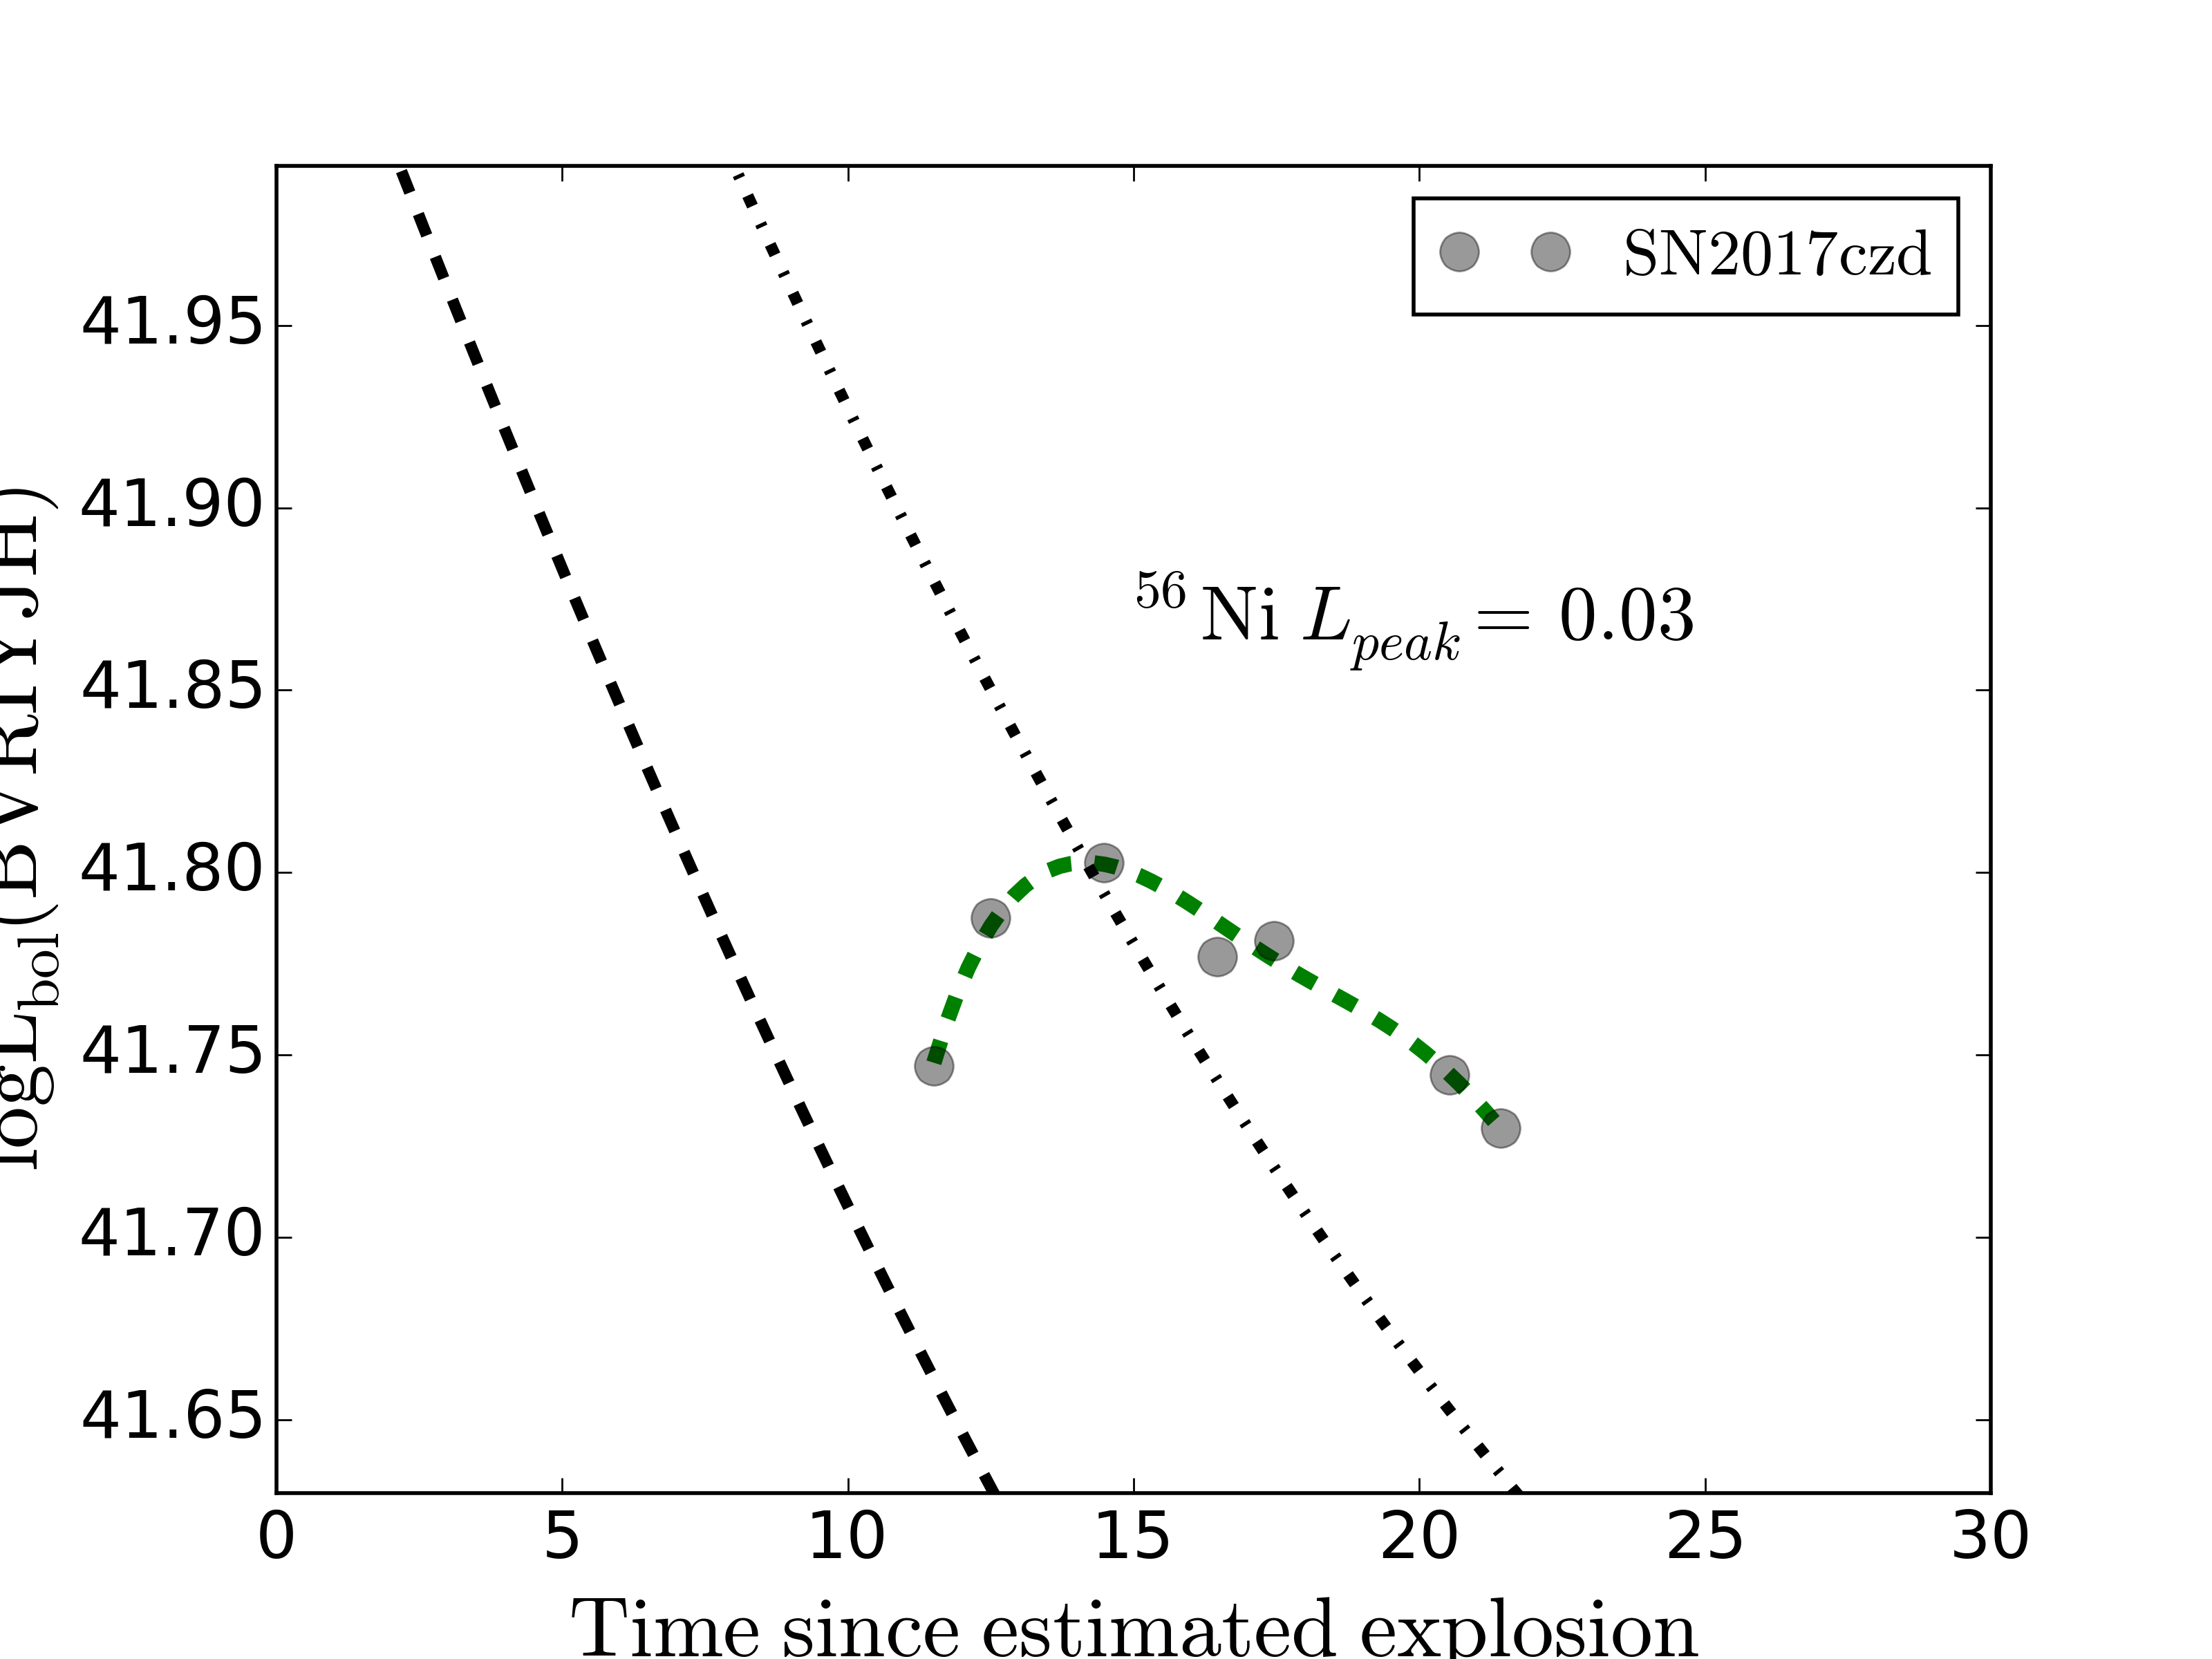 SN2017czd
⁵⁶Ni L_peak = 0.03
41.95
41.90
41.85
41.80
41.75
41.70
41.65
logL_bol(BVRIYJH)
0 5 10 15 20 25 30
Time since estimated explosion